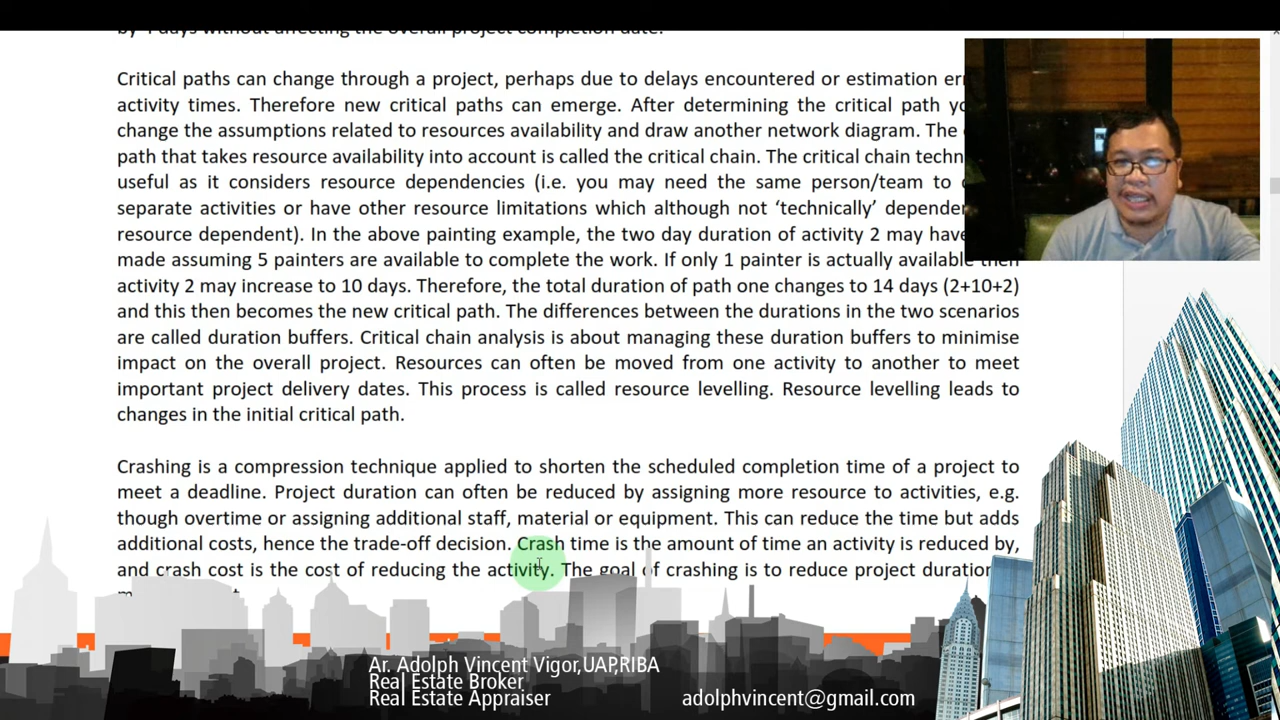 by 4 days without affecting the overall project completion date.
Critical paths can change through a project, perhaps due to delays encountered or estimation
activity times. Therefore new critical paths can emerge. After determining the critical path
change the assumptions related to resources availability and draw another network diagram. The
path that takes resource availability into account is called the critical chain. The critical chain
useful as it considers resource dependencies (i.e. you may need the same person/team to
separate activities or have other resource limitations which although not ‘technically’
resource dependent). In the above painting example, the two day duration of activity 2 may have
made assuming 5 painters are available to complete the work. If only 1 painter is actually available then
activity 2 may increase to 10 days. Therefore, the total duration of path one changes to 14 days (2+10+2)
and this then becomes the new critical path. The differences between the durations in the two scenarios
are called duration buffers. Critical chain analysis is about managing these duration buffers to minimise
impact on the overall project. Resources can often be moved from one activity to another to meet
important project delivery dates. This process is called resource levelling. Resource levelling leads to
changes in the initial critical path.
Crashing is a compression technique applied to shorten the scheduled completion time of a project to
meet a deadline. Project duration can often be reduced by assigning more resource to activities, e.g.
though overtime or assigning additional staff, material or equipment. This can reduce the time but adds
additional costs, hence the trade-off decision. Crash time is the amount of time an activity is reduced by,
and crash cost is the cost of reducing the activity. The goal of crashing is to reduce project duration
Ar. Adolph Vincent Vigor,UAP,RIBA
Real Estate Broker
Real Estate Appraiser adolphvincent@gmail.com